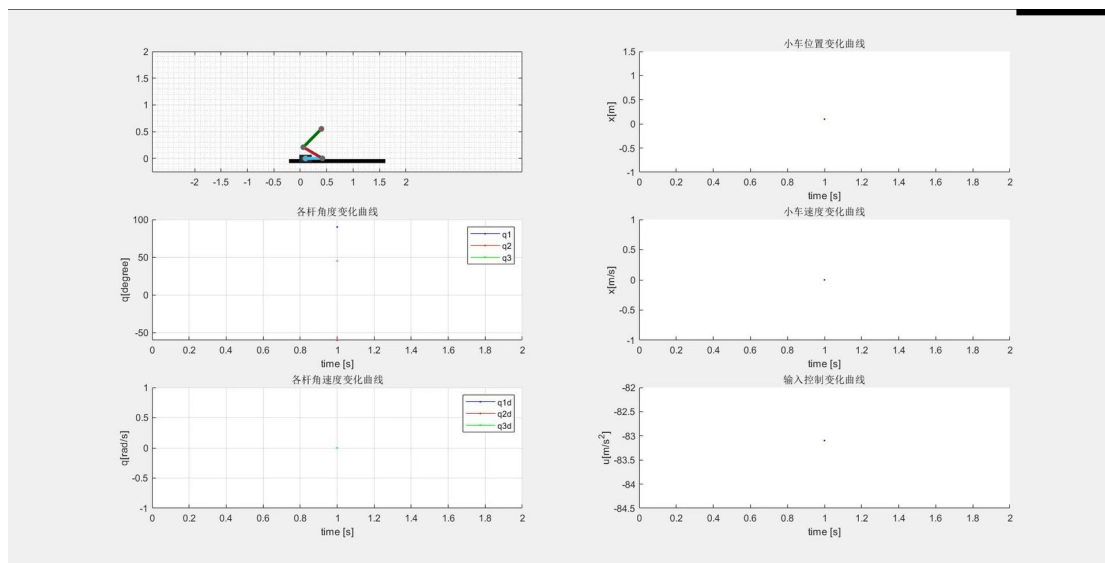 2
1.5
1
0.5
0
-2 -1.5 -1 -0.5 0 0.5 1 1.5 2
小车位置变化曲线
x[m]
1.5
1
0.5
0
-0.5
-1
0 0.2 0.4 0.6 0.8 1 1.2 1.4 1.6 1.8 2
time [s]
各杆角度变化曲线
q[degree]
100
50
0
-50
q1
q2
q3
0 0.2 0.4 0.6 0.8 1 1.2 1.4 1.6 1.8 2
time [s]
小车速度变化曲线
x[m/s]
1
0.5
0
-0.5
-1
0 0.2 0.4 0.6 0.8 1 1.2 1.4 1.6 1.8 2
time [s]
各杆角速度变化曲线
q[rad/s]
1
0.5
0
-0.5
-1
q1d
q2d
q3d
0 0.2 0.4 0.6 0.8 1 1.2 1.4 1.6 1.8 2
time [s]
输入控制变化曲线
u[m/s²]
-82
-82.5
-83
-83.5
-84
-84.5
0 0.2 0.4 0.6 0.8 1 1.2 1.4 1.6 1.8 2
time [s]